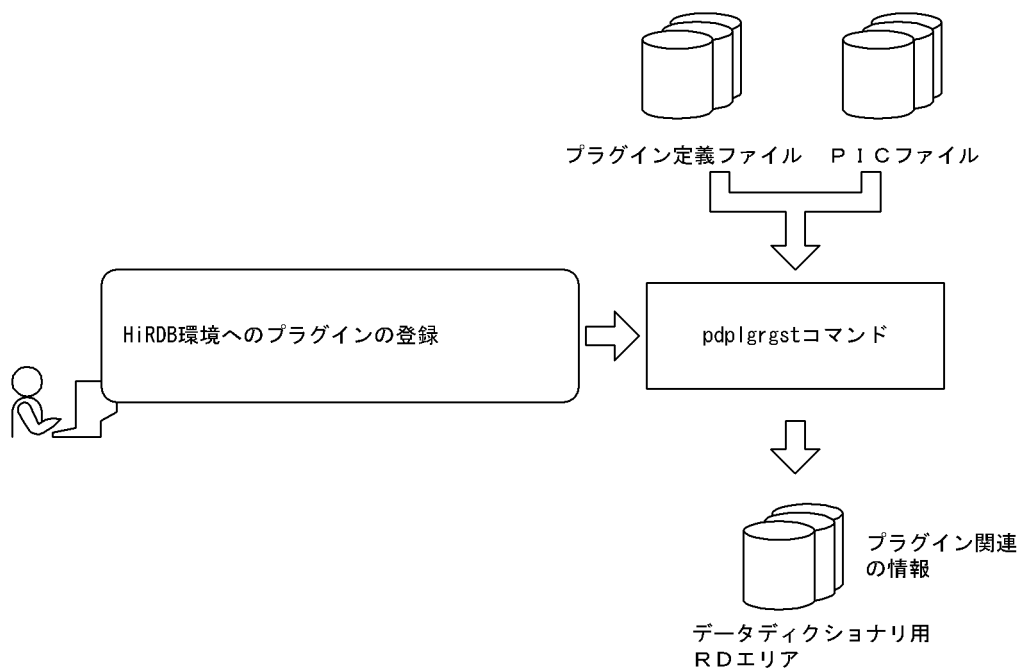 プラグイン定義ファイル
ＰＩＣファイル
HiRDB環境へのプラグインの登録
pdplgrgstコマンド
プラグイン関連
の情報
データディクショナリ用
ＲＤエリア